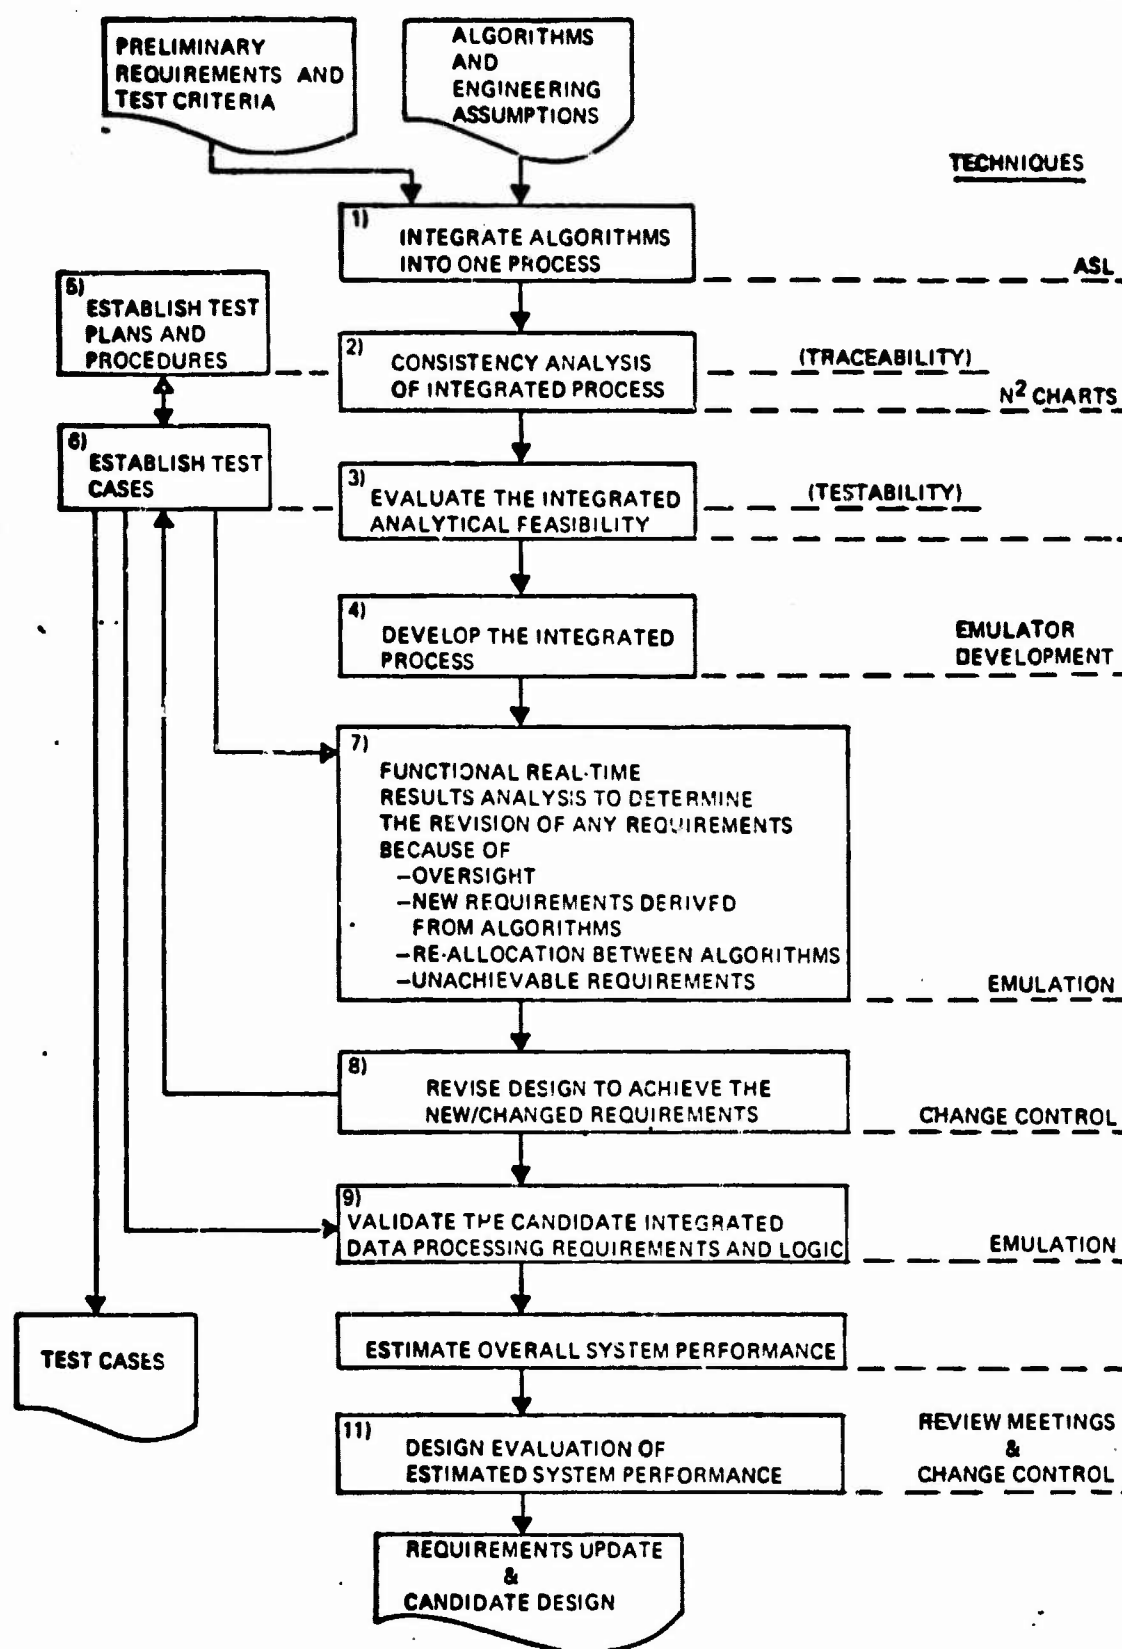 PRELIMINARY
REQUIREMENTS AND
TEST CRITERIA
ALGORITHMS
AND
ENGINEERING
ASSUMPTIONS
TECHNIQUES
1)
INTEGRATE ALGORITHMS
INTO ONE PROCESS
ASL
5)
ESTABLISH TEST
PLANS AND
PROCEDURES
2)
CONSISTENCY ANALYSIS
OF INTEGRATED PROCESS
(TRACEABILITY)
N² CHARTS
6)
ESTABLISH TEST
CASES
3)
EVALUATE THE INTEGRATED
ANALYTICAL FEASIBILITY
(TESTABILITY)
4)
DEVELOP THE INTEGRATED
PROCESS
EMULATOR
DEVELOPMENT
7)
FUNCTIONAL REAL-TIME
RESULTS ANALYSIS TO DETERMINE
THE REVISION OF ANY REQUIREMENTS
BECAUSE OF
–OVERSIGHT
–NEW REQUIREMENTS DERIVED
FROM ALGORITHMS
–RE-ALLOCATION BETWEEN ALGORITHMS
–UNACHIEVABLE REQUIREMENTS
EMULATION
8)
REVISE DESIGN TO ACHIEVE THE
NEW/CHANGED REQUIREMENTS
CHANGE CONTROL
9)
VALIDATE THE CANDIDATE INTEGRATED
DATA PROCESSING REQUIREMENTS AND LOGIC
EMULATION
TEST CASES
ESTIMATE OVERALL SYSTEM PERFORMANCE
11)
DESIGN EVALUATION OF
ESTIMATED SYSTEM PERFORMANCE
REVIEW MEETINGS
&
CHANGE CONTROL
REQUIREMENTS UPDATE
&
CANDIDATE DESIGN